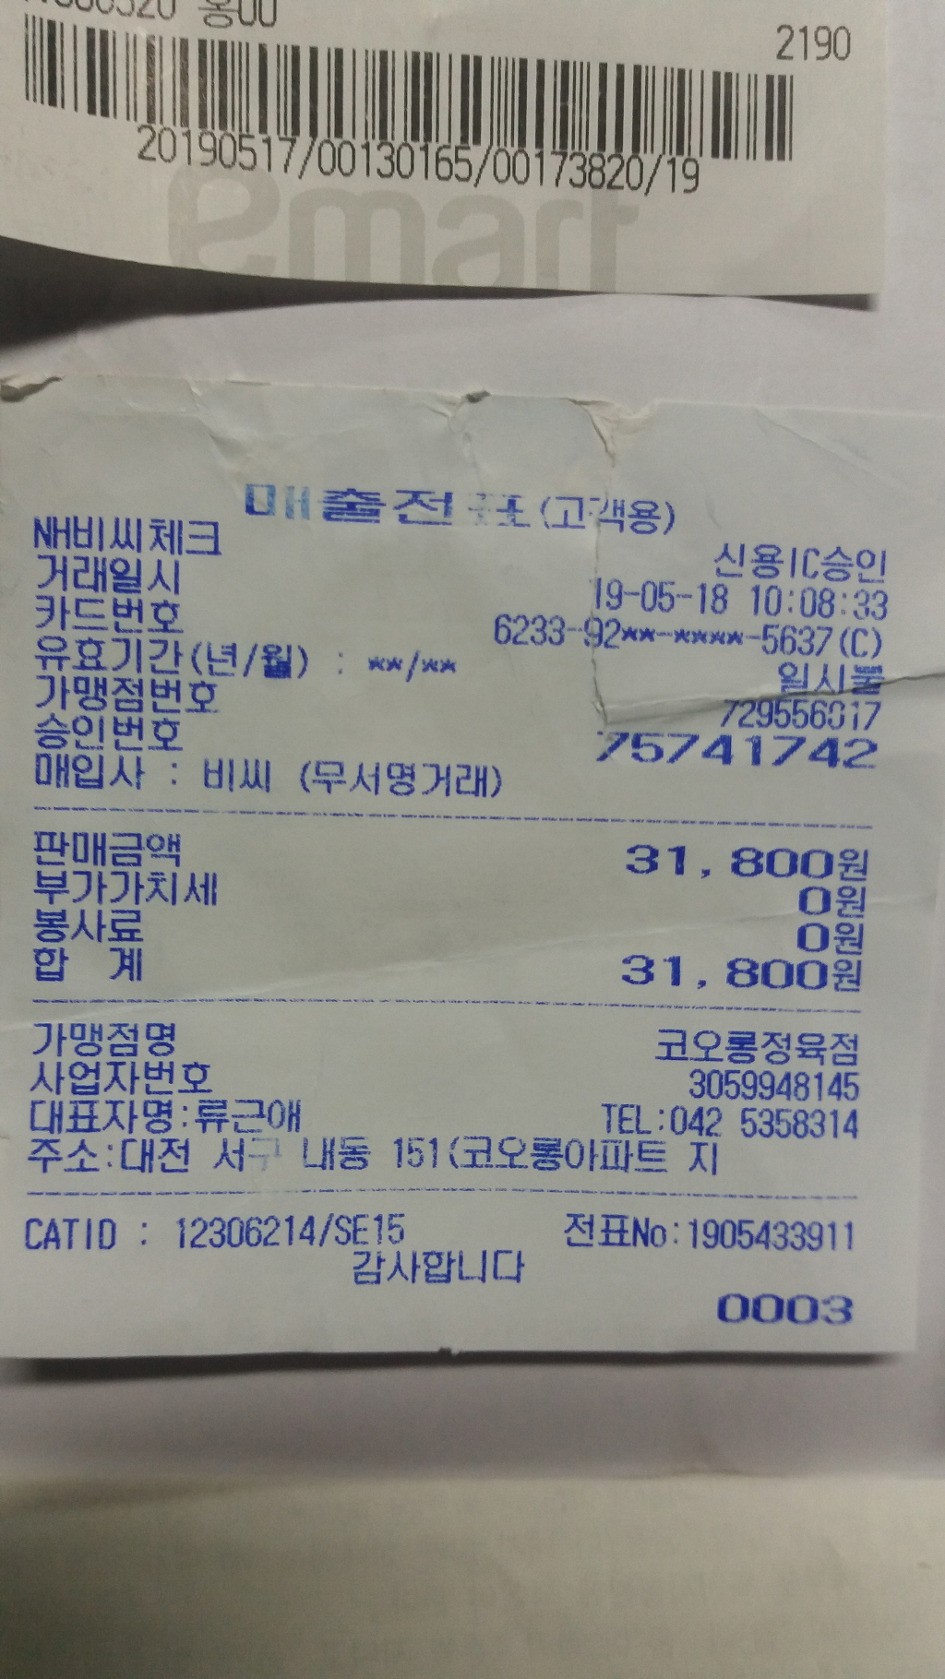 2190
20190517/00130165/00173820/19
emart
매출전표(고객용)
NH비씨체크 신용IC승인
거래일시 19-05-18 10:08:33
카드번호 6233-92**-****-5637(C)
유효기간(년/월) : **/** 일시불
가맹점번호 729556017
승인번호 75741742
매입사 : 비씨 (무서명거래)
판매금액 31,800원
부가가치세 0원
봉사료 0원
합 계 31,800원
가맹점명 코오롱정육점
사업자번호 3059948145
대표자명:류근애 TEL:042 5358314
주소:대전 서구 내동 151(코오롱아파트 지
CATID : 12306214/SE15 전표No:1905433911
감사합니다
0003